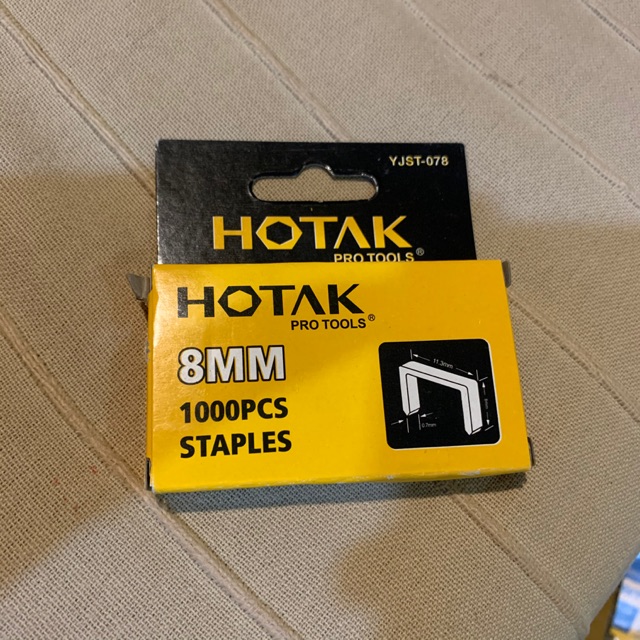 YJST-078
HOTAK
PRO TOOLS®
HOTAK
PRO TOOLS®
8MM
1000PCS
STAPLES
11.3mm
0.7mm